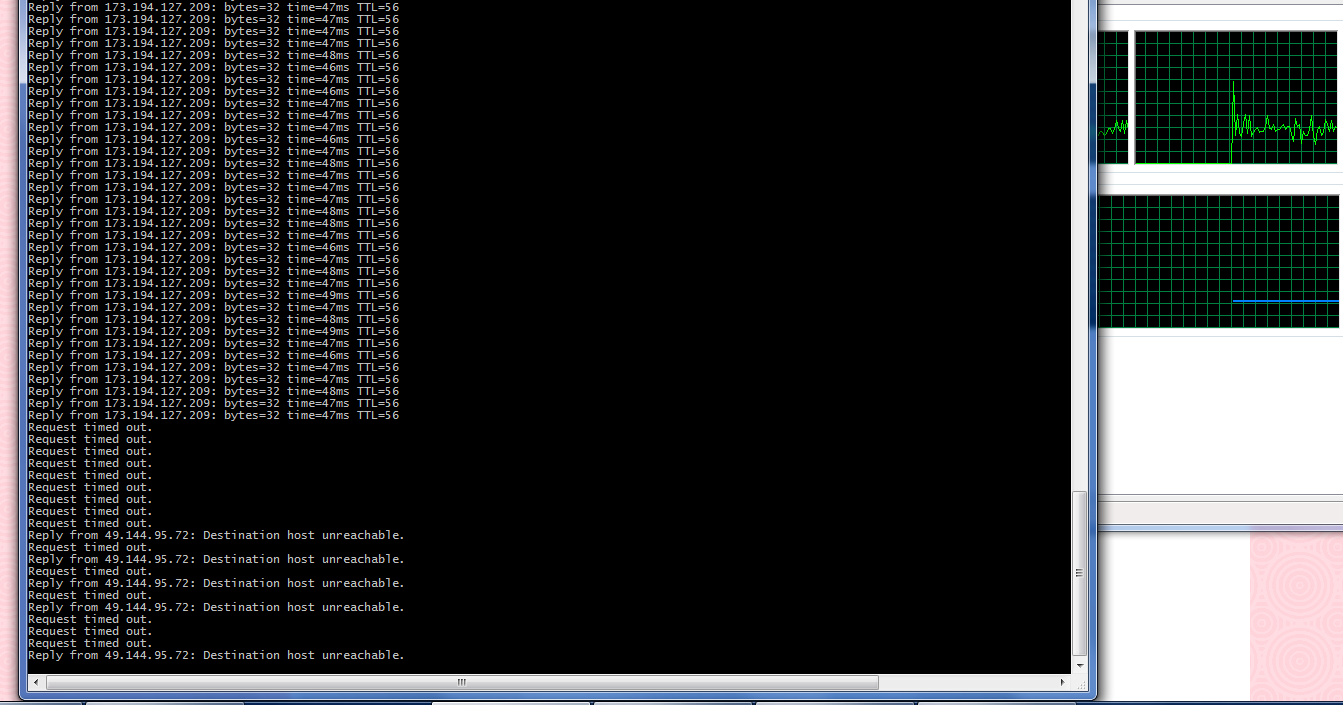 Reply from 173.194.127.209: bytes=32 time=47ms TTL=56
Reply from 173.194.127.209: bytes=32 time=47ms TTL=56
Reply from 173.194.127.209: bytes=32 time=47ms TTL=56
Reply from 173.194.127.209: bytes=32 time=47ms TTL=56
Reply from 173.194.127.209: bytes=32 time=48ms TTL=56
Reply from 173.194.127.209: bytes=32 time=46ms TTL=56
Reply from 173.194.127.209: bytes=32 time=47ms TTL=56
Reply from 173.194.127.209: bytes=32 time=46ms TTL=56
Reply from 173.194.127.209: bytes=32 time=47ms TTL=56
Reply from 173.194.127.209: bytes=32 time=47ms TTL=56
Reply from 173.194.127.209: bytes=32 time=47ms TTL=56
Reply from 173.194.127.209: bytes=32 time=46ms TTL=56
Reply from 173.194.127.209: bytes=32 time=47ms TTL=56
Reply from 173.194.127.209: bytes=32 time=48ms TTL=56
Reply from 173.194.127.209: bytes=32 time=47ms TTL=56
Reply from 173.194.127.209: bytes=32 time=47ms TTL=56
Reply from 173.194.127.209: bytes=32 time=47ms TTL=56
Reply from 173.194.127.209: bytes=32 time=48ms TTL=56
Reply from 173.194.127.209: bytes=32 time=48ms TTL=56
Reply from 173.194.127.209: bytes=32 time=47ms TTL=56
Reply from 173.194.127.209: bytes=32 time=46ms TTL=56
Reply from 173.194.127.209: bytes=32 time=47ms TTL=56
Reply from 173.194.127.209: bytes=32 time=48ms TTL=56
Reply from 173.194.127.209: bytes=32 time=47ms TTL=56
Reply from 173.194.127.209: bytes=32 time=49ms TTL=56
Reply from 173.194.127.209: bytes=32 time=47ms TTL=56
Reply from 173.194.127.209: bytes=32 time=48ms TTL=56
Reply from 173.194.127.209: bytes=32 time=49ms TTL=56
Reply from 173.194.127.209: bytes=32 time=47ms TTL=56
Reply from 173.194.127.209: bytes=32 time=46ms TTL=56
Reply from 173.194.127.209: bytes=32 time=47ms TTL=56
Reply from 173.194.127.209: bytes=32 time=47ms TTL=56
Reply from 173.194.127.209: bytes=32 time=48ms TTL=56
Reply from 173.194.127.209: bytes=32 time=47ms TTL=56
Reply from 173.194.127.209: bytes=32 time=47ms TTL=56
Request timed out.
Request timed out.
Request timed out.
Request timed out.
Request timed out.
Request timed out.
Request timed out.
Request timed out.
Request timed out.
Reply from 49.144.95.72: Destination host unreachable.
Request timed out.
Reply from 49.144.95.72: Destination host unreachable.
Request timed out.
Reply from 49.144.95.72: Destination host unreachable.
Request timed out.
Reply from 49.144.95.72: Destination host unreachable.
Request timed out.
Request timed out.
Request timed out.
Reply from 49.144.95.72: Destination host unreachable.